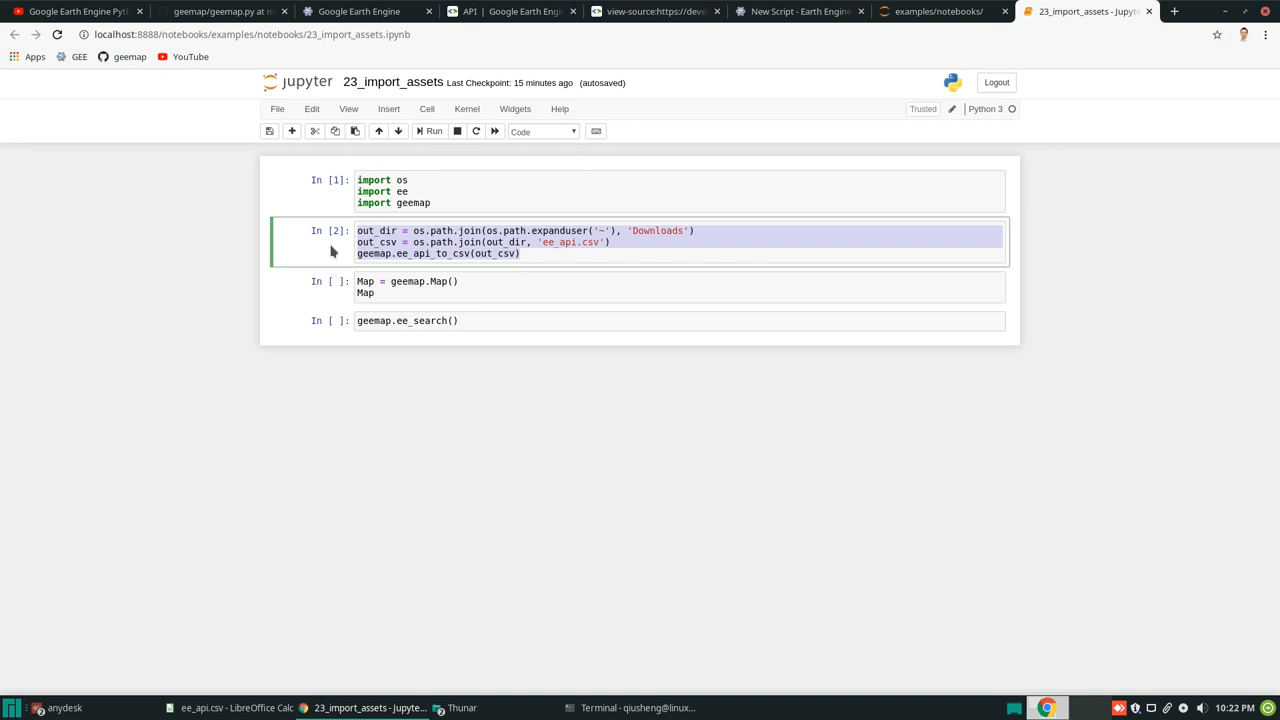 Google Earth Engine Pyth
geemap/geemap.py at m
Google Earth Engine
API | Google Earth Engi
view-source:https://devel
New Script - Earth Engine
examples/notebooks/
23_import_assets - Jupyte
localhost:8888/notebooks/examples/notebooks/23_import_assets.ipynb
Apps GEE geemap YouTube
jupyter 23_import_assets Last Checkpoint: 15 minutes ago (autosaved) Logout
File Edit View Insert Cell Kernel Widgets Help Trusted Python 3
Run Code
In [1]: import os
import ee
import geemap
In [2]: out_dir = os.path.join(os.path.expanduser('~'), 'Downloads')
out_csv = os.path.join(out_dir, 'ee_api.csv')
geemap.ee_api_to_csv(out_csv)
In [ ]: Map = geemap.Map()
Map
In [ ]: geemap.ee_search()
anydesk ee_api.csv - LibreOffice Calc 23_import_assets - Jupyte... Thunar Terminal - qiusheng@linux... 10:22 PM